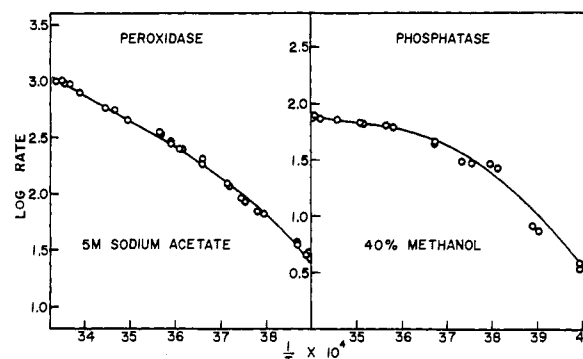 PEROXIDASE
PHOSPHATASE
LOG RATE
3.0
2.5
2.0
1.5
1.0
2.5
2.0
1.5
1.0
0.5
5M SODIUM ACETATE
40% METHANOL
34 35 36 37 38 35 36 37 38 39 40
1/T × 10⁴